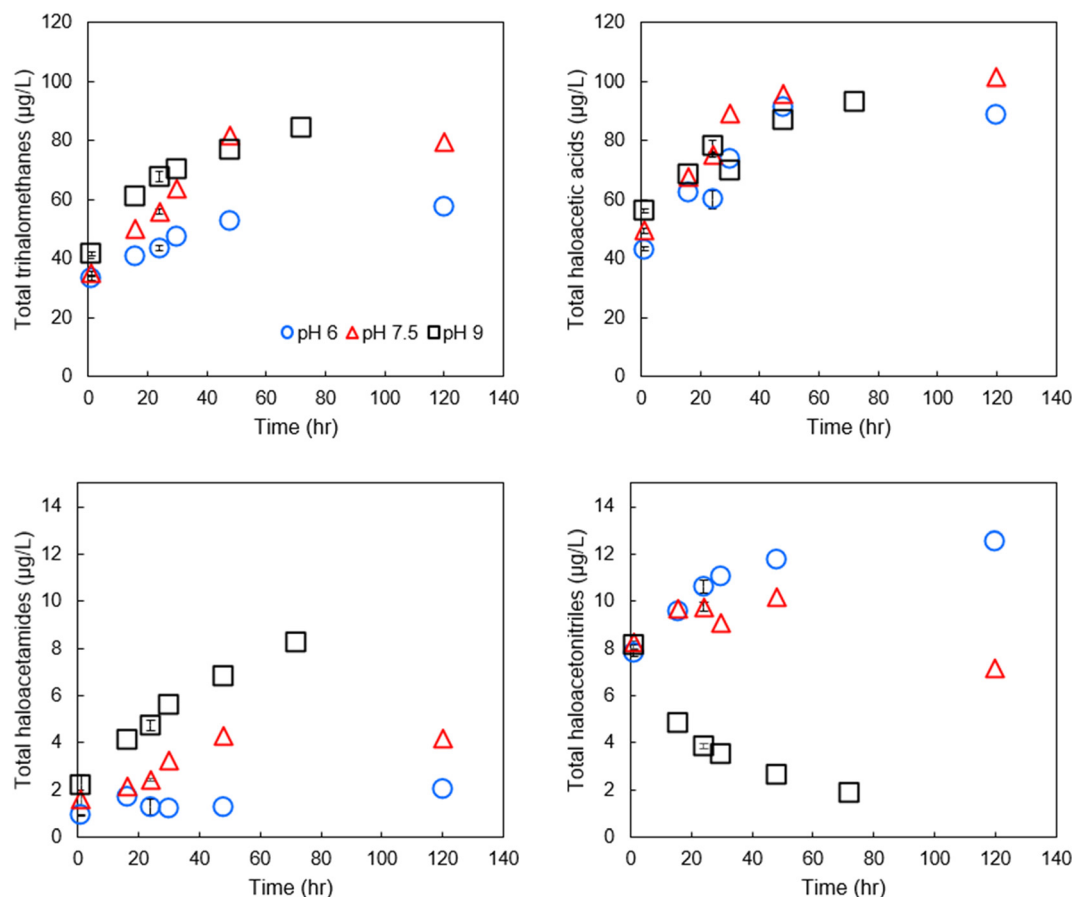 Total trihalomethanes (µg/L)
120
100
80
60
40
20
0
pH 6 pH 7.5 pH 9
0 20 40 60 80 100 120 140
Time (hr)
Total haloacetic acids (µg/L)
120
100
80
60
40
20
0
0 20 40 60 80 100 120 140
Time (hr)
Total haloacetamides (µg/L)
14
12
10
8
6
4
2
0
0 20 40 60 80 100 120 140
Time (hr)
Total haloacetonitriles (µg/L)
14
12
10
8
6
4
2
0
0 20 40 60 80 100 120 140
Time (hr)